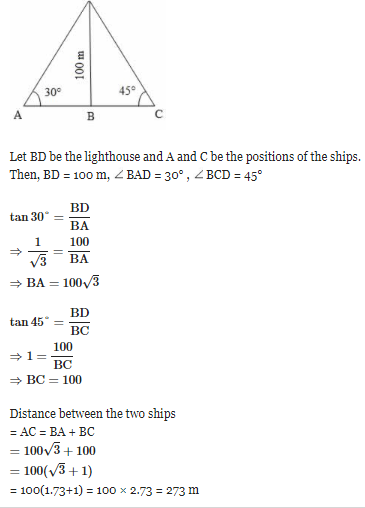 100 m
30°
45°
A
B
C
Let BD be the lighthouse and A and C be the positions of the ships.
Then, BD = 100 m, ∠ BAD = 30° , ∠ BCD = 45°
tan 30° = BD/BA
⇒ 1/√3 = 100/BA
⇒ BA = 100√3
tan 45° = BD/BC
⇒ 1 = 100/BC
⇒ BC = 100
Distance between the two ships
= AC = BA + BC
= 100√3 + 100
= 100(√3 + 1)
= 100(1.73+1) = 100 × 2.73 = 273 m